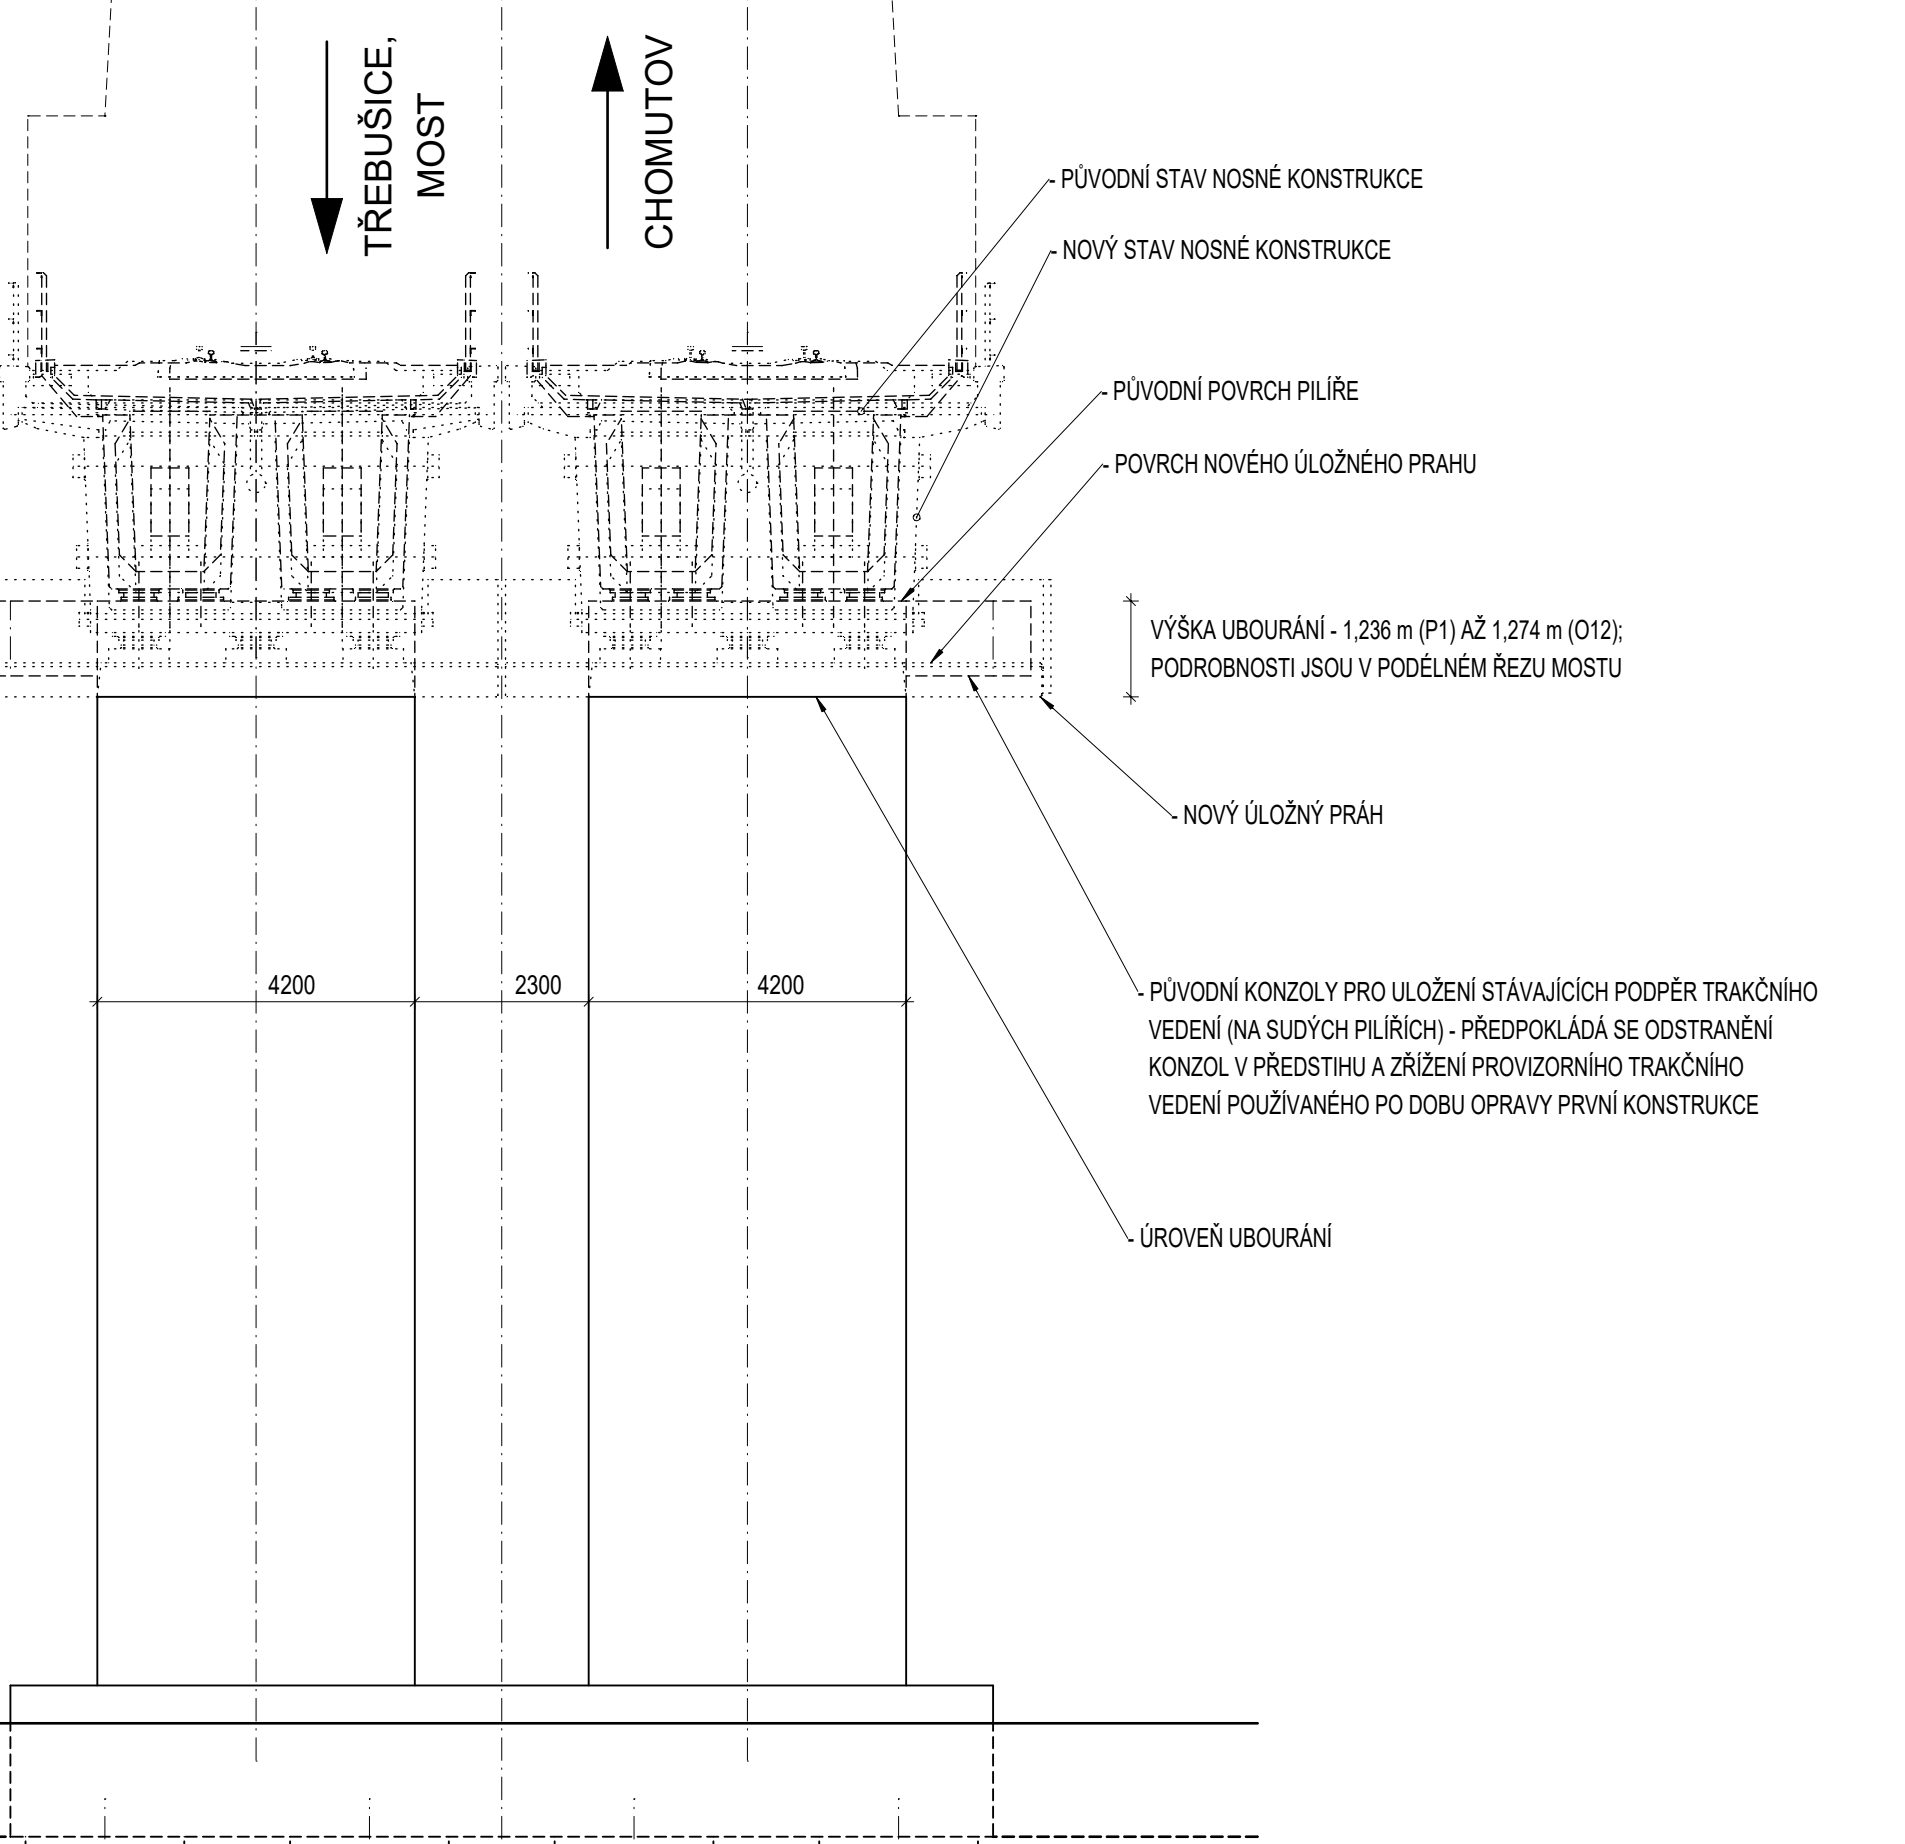 TŘEBUŠICE,
MOST
CHOMUTOV
- PŮVODNÍ STAV NOSNÉ KONSTRUKCE
- NOVÝ STAV NOSNÉ KONSTRUKCE
- PŮVODNÍ POVRCH PILÍŘE
- POVRCH NOVÉHO ÚLOŽNÉHO PRAHU
VÝŠKA UBOURÁNÍ - 1,236 m (P1) AŽ 1,274 m (O12);
PODROBNOSTI JSOU V PODÉLNÉM ŘEZU MOSTU
- NOVÝ ÚLOŽNÝ PRÁH
4200
2300
4200
- PŮVODNÍ KONZOLY PRO ULOŽENÍ STÁVAJÍCÍCH PODPĚR TRAKČNÍHO
VEDENÍ (NA SUDÝCH PILÍŘÍCH) - PŘEDPOKLÁDÁ SE ODSTRANĚNÍ
KONZOL V PŘEDSTIHU A ZŘÍŽENÍ PROVIZORNÍHO TRAKČNÍHO
VEDENÍ POUŽÍVANÉHO PO DOBU OPRAVY PRVNÍ KONSTRUKCE
- ÚROVEŇ UBOURÁNÍ